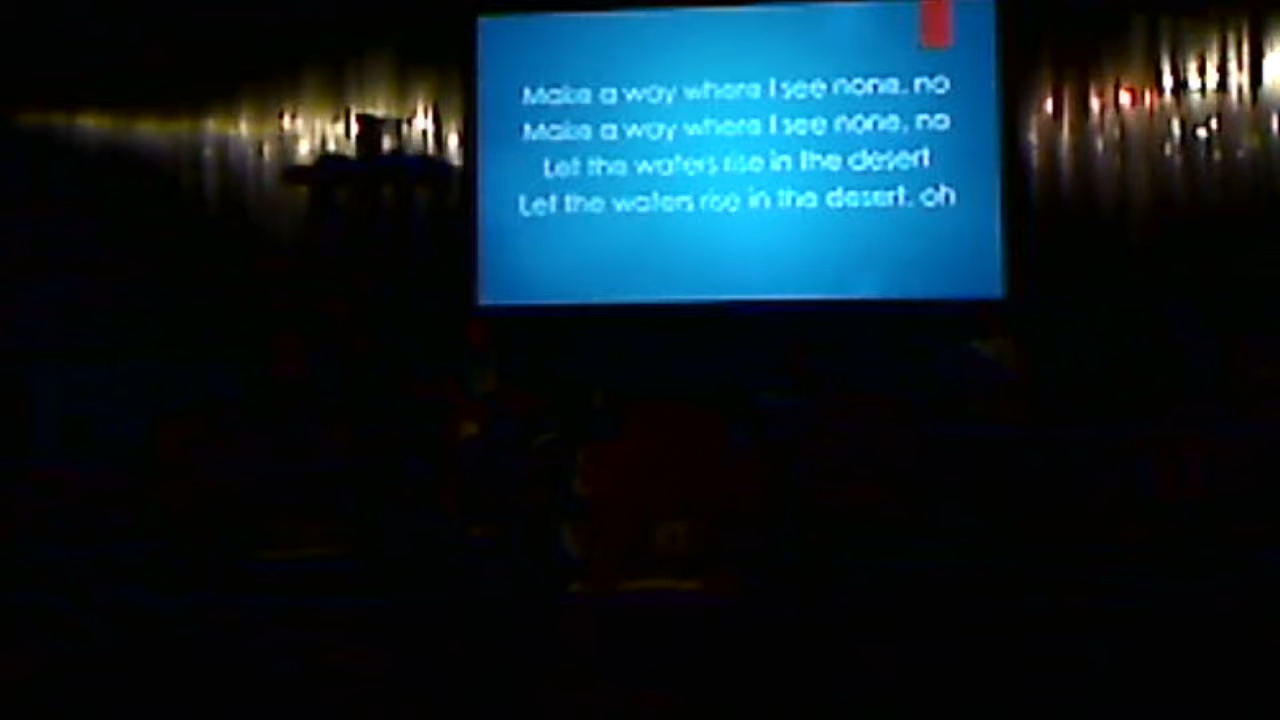 Make a way where I see none, no
Make a way where I see none, no
Let the waters rise in the desert
Let the waters rise in the desert, oh